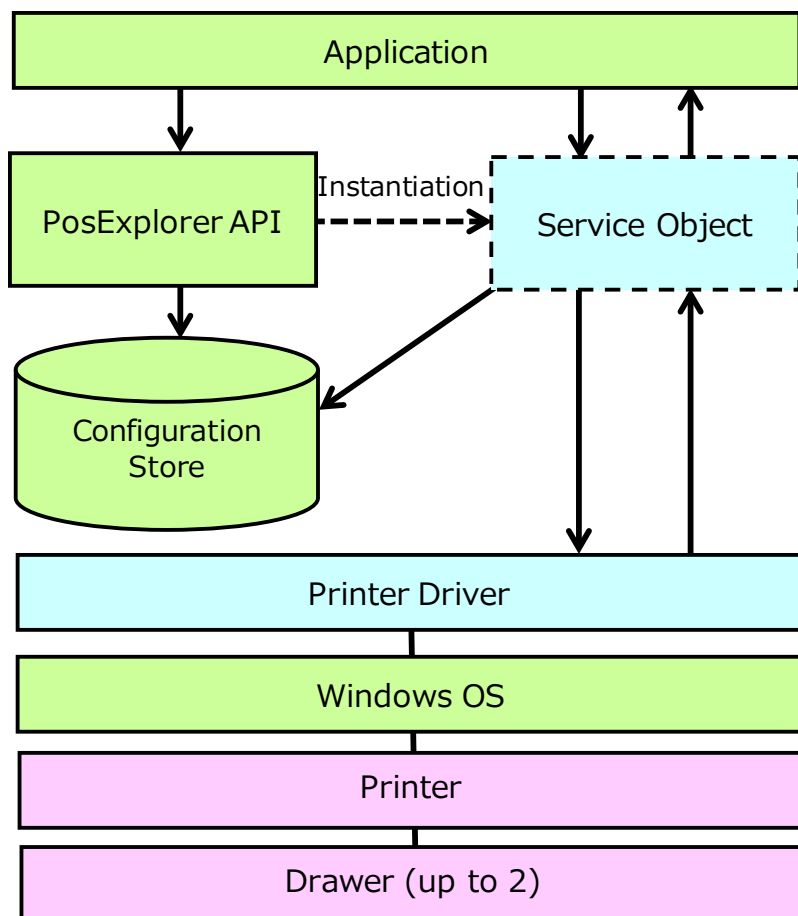 Application
Instantiation
PosExplorer API
Service Object
Configuration
Store
Printer Driver
Windows OS
Printer
Drawer (up to 2)